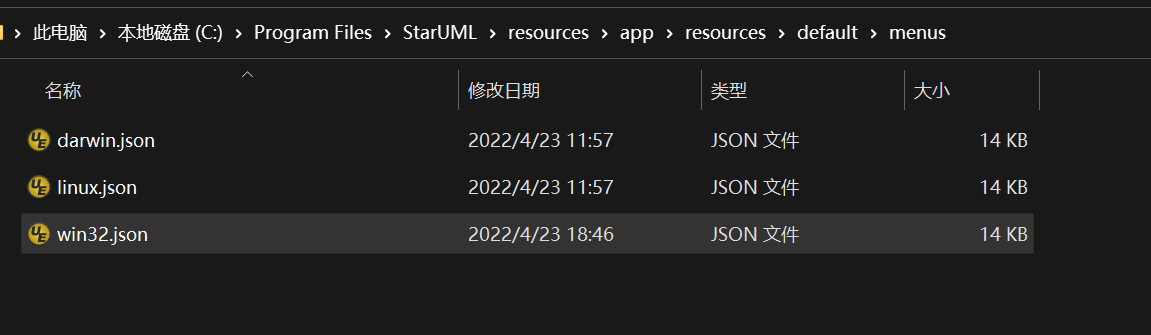 此电脑 > 本地磁盘 (C:) > Program Files > StarUML > resources > app > resources > default > menus
名称 修改日期 类型 大小
darwin.json 2022/4/23 11:57 JSON 文件 14 KB
linux.json 2022/4/23 11:57 JSON 文件 14 KB
win32.json 2022/4/23 18:46 JSON 文件 14 KB